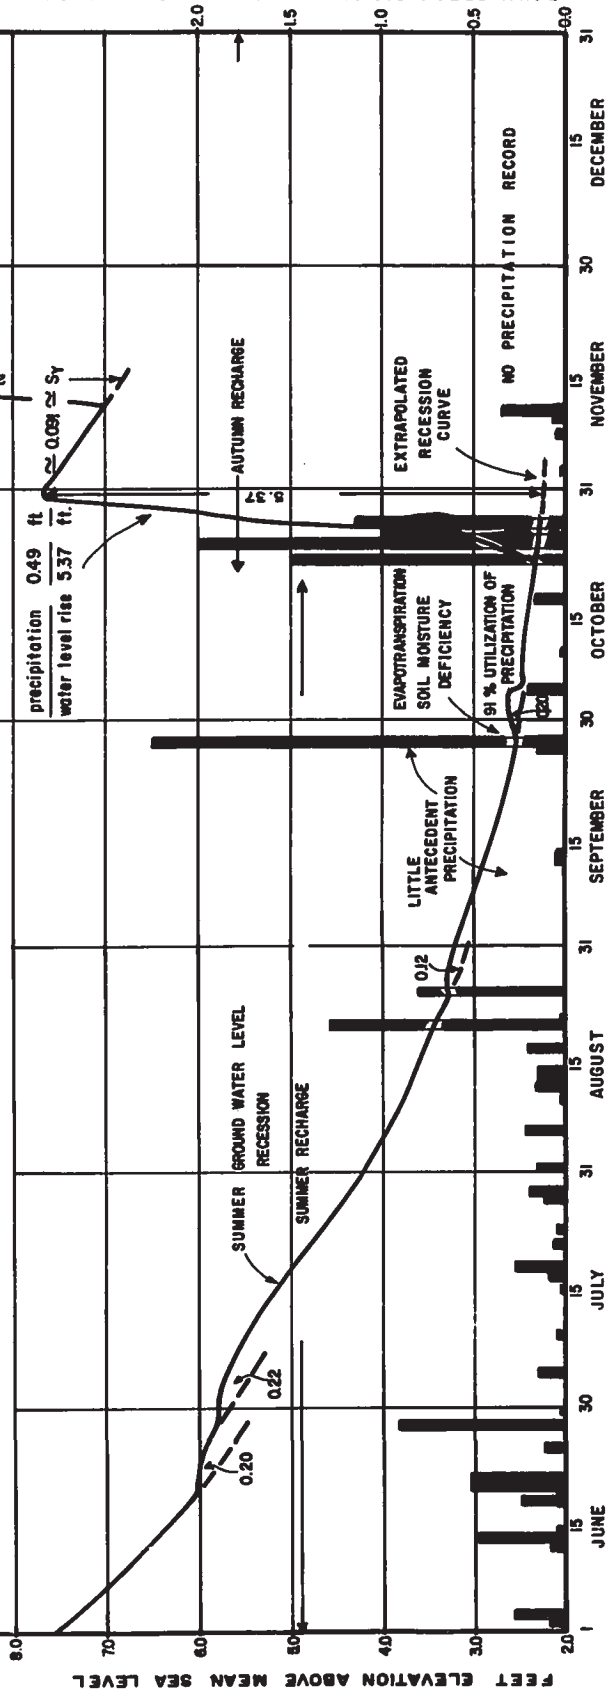 2.0
1.5
1.0
0.5
0.0
8.0
7.0
6.0
5.0
4.0
3.0
2.0
FEET ELEVATION ABOVE MEAN SEA LEVEL
precipitation 0.49 ft.
water level rise 5.37 ft.
≈ 0.091 ≃ Sy
AUTUMN RECHARGE
EXTRAPOLATED
RECESSION
CURVE
NO PRECIPITATION RECORD
EVAPOTRANSPIRATION
SOIL MOISTURE
DEFICIENCY
91 % UTILIZATION OF
PRECIPITATION
0.20
LITTLE
ANTECEDENT
PRECIPITATION
0.12
SUMMER GROUND WATER LEVEL
RECESSION
SUMMER RECHARGE
0.22
0.20
1 15 30 15 31 15 31 15 30 15 31 15 30 15 31
JUNE JULY AUGUST SEPTEMBER OCTOBER NOVEMBER DECEMBER